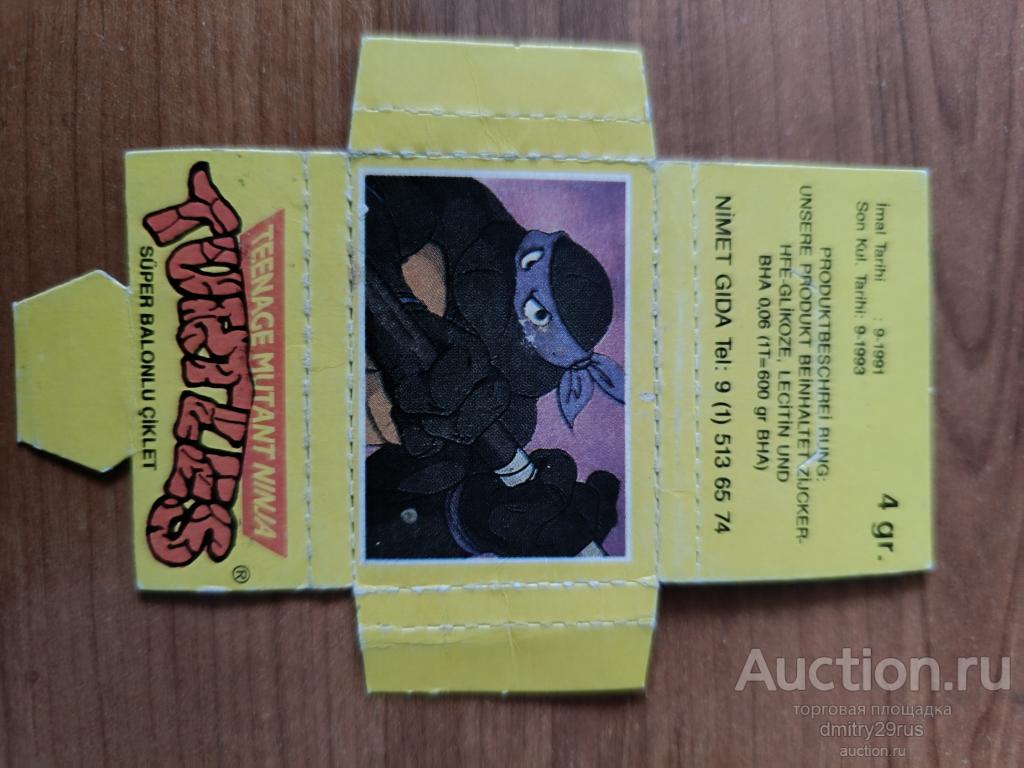 TEENAGE MUTANT NINJA
TURTLES
®
SÜPER BALONLU ÇİKLET
İmal Tarihi : 9-1991
Son Kul. Tarihi: 9-1993
4 gr.
PRODUKTBESCHREI BUNG:
UNSERE PRODUKT BEINHALTET ZIJCKER-
HFE-GLİKOZE, LECİTİN UND
BHA 0,06 (1T=600 gr BHA)
NİMET GIDA Tel: 9 (1) 513 65 74
Auction.ru
торговая площадка
dmitry29rus
auction.ru